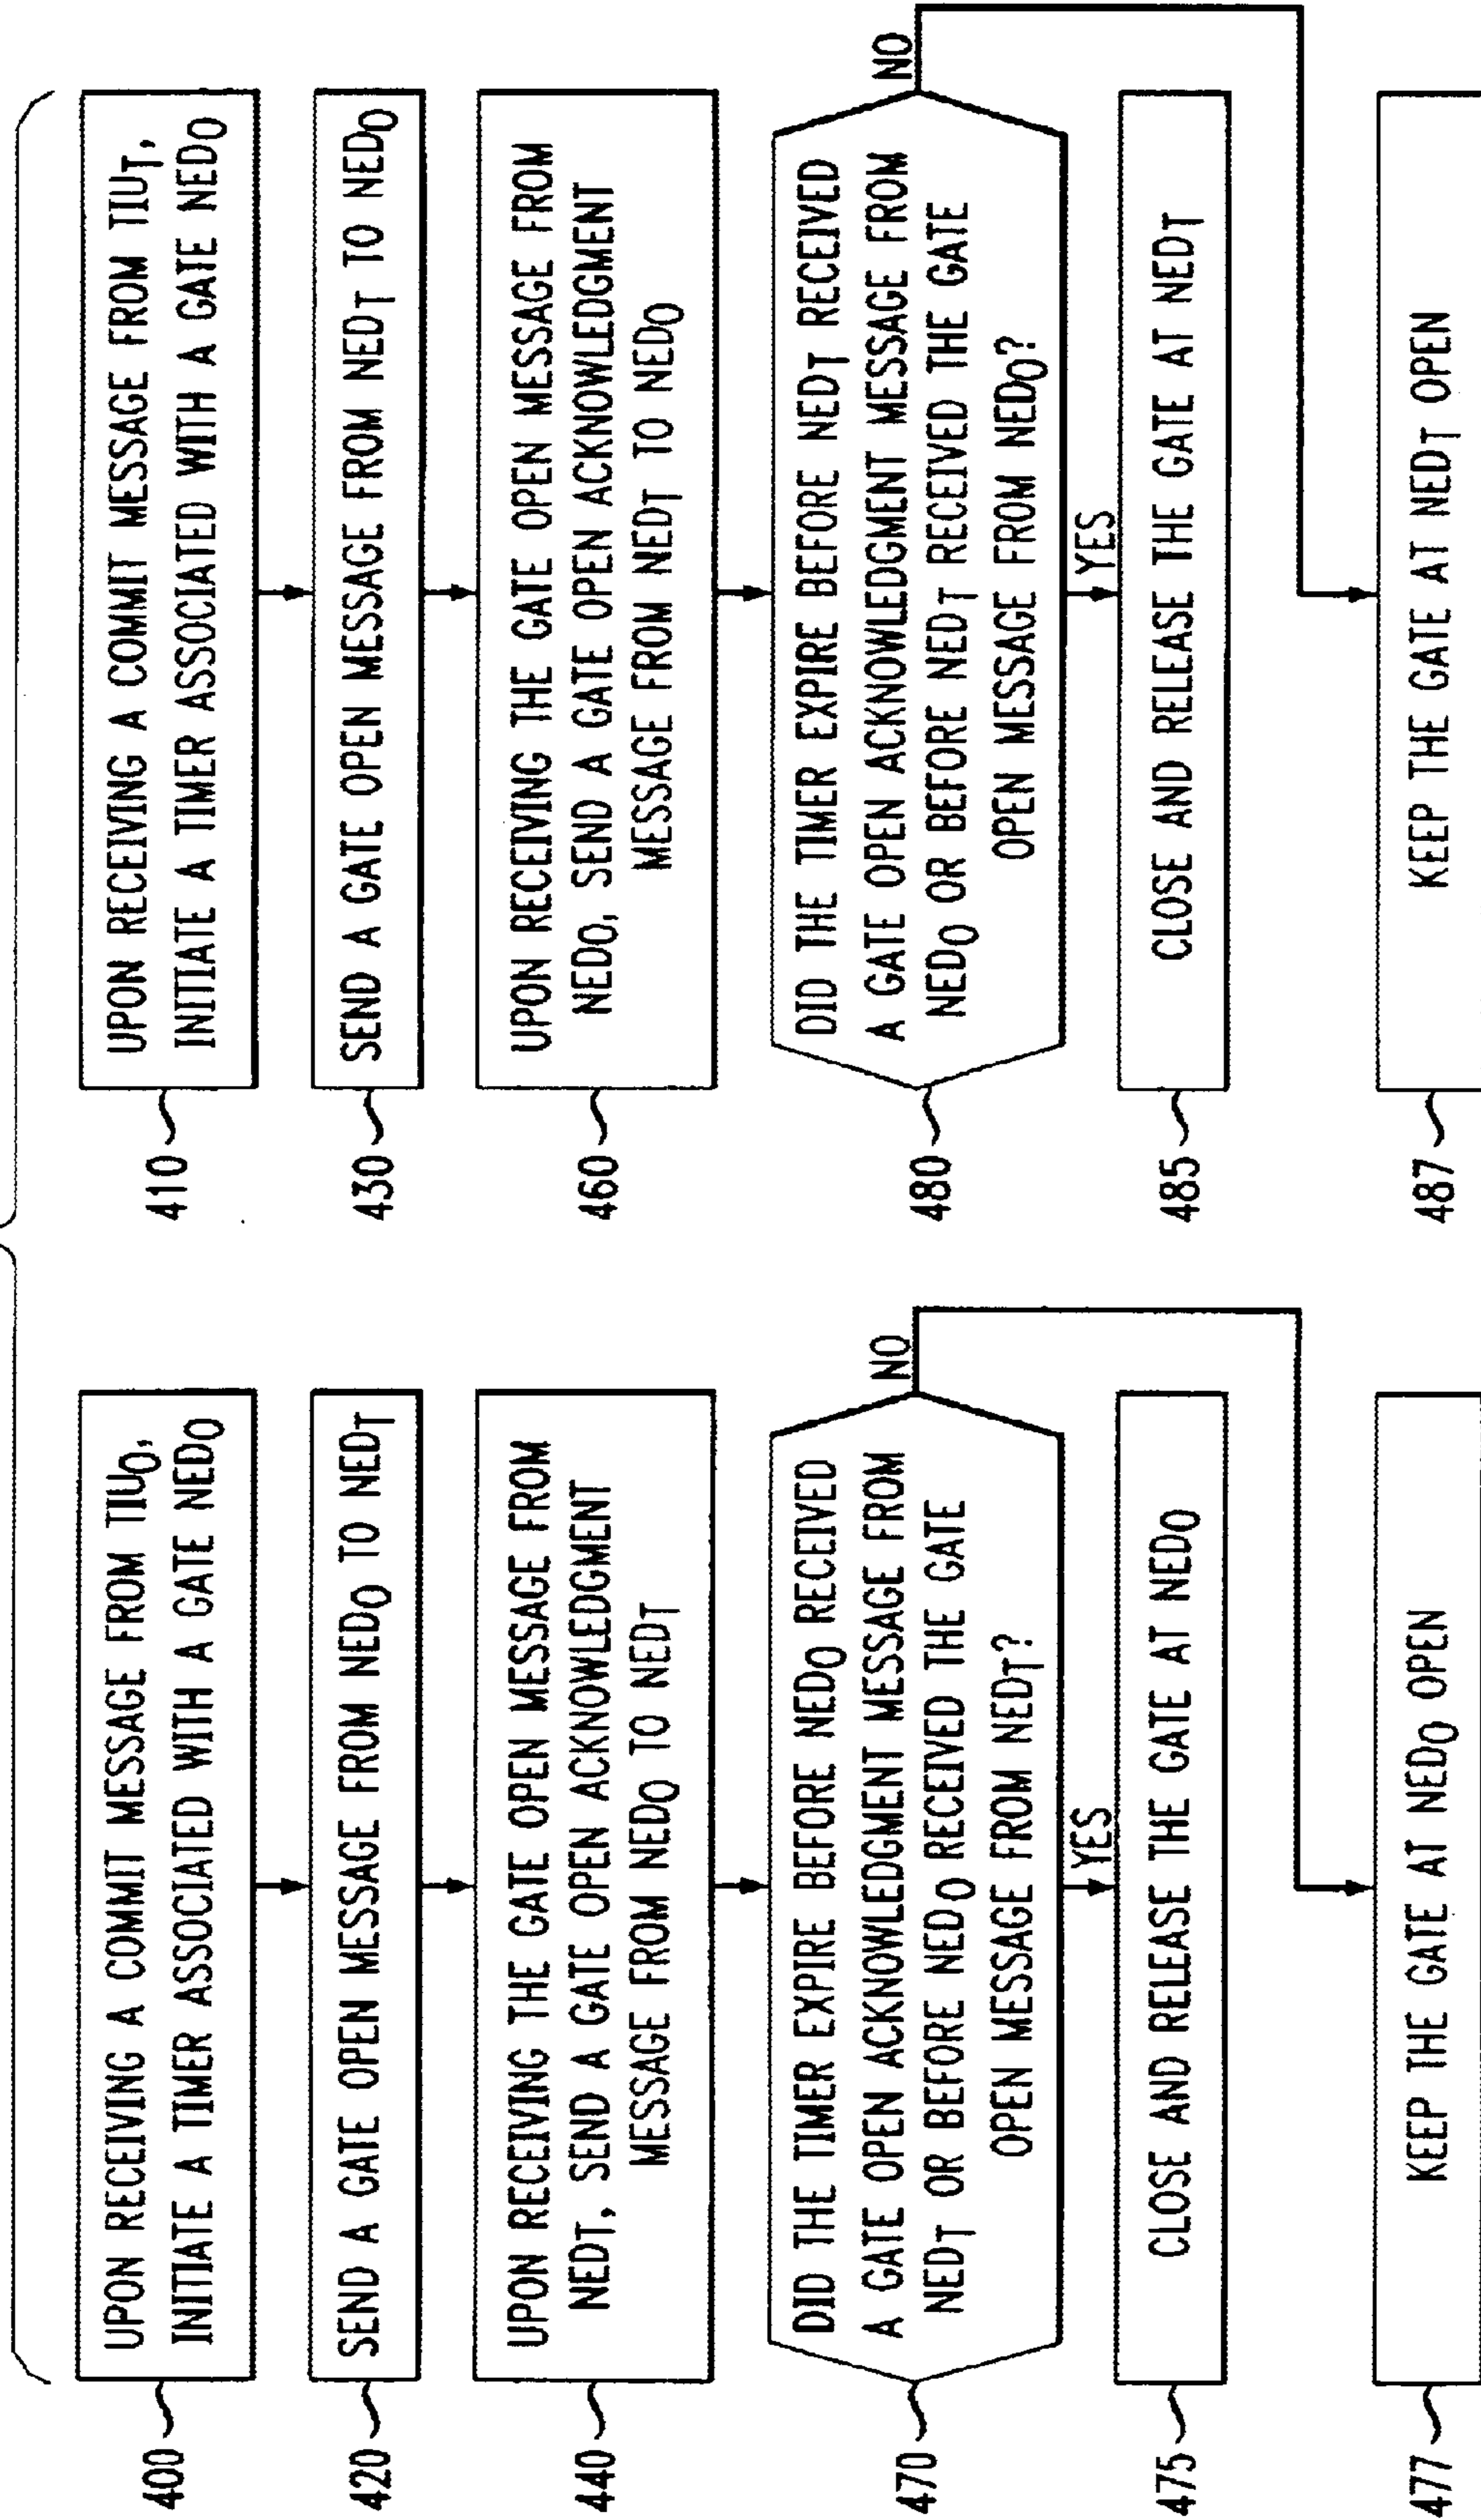 400
UPON RECEIVING A COMMIT MESSAGE FROM TIUO,
INITIATE A TIMER ASSOCIATED WITH A GATE NEDO
420
SEND A GATE OPEN MESSAGE FROM NEDO TO NEDT
440
UPON RECEIVING THE GATE OPEN MESSAGE FROM
NEDT, SEND A GATE OPEN ACKNOWLEDGMENT
MESSAGE FROM NEDO TO NEDT
470
DID THE TIMER EXPIRE BEFORE NEDO RECEIVED
A GATE OPEN ACKNOWLEDGMENT MESSAGE FROM
NEDT OR BEFORE NEDO RECEIVED THE GATE
OPEN MESSAGE FROM NEDT?
NO
YES
475
CLOSE AND RELEASE THE GATE AT NEDO
477
KEEP THE GATE AT NEDO OPEN
410
UPON RECEIVING A COMMIT MESSAGE FROM TIUT,
INITIATE A TIMER ASSOCIATED WITH A GATE NEDO
430
SEND A GATE OPEN MESSAGE FROM NEDT TO NEDO
460
UPON RECEIVING THE GATE OPEN MESSAGE FROM
NEDO, SEND A GATE OPEN ACKNOWLEDGMENT
MESSAGE FROM NEDT TO NEDO
480
DID THE TIMER EXPIRE BEFORE NEDT RECEIVED
A GATE OPEN ACKNOWLEDGMENT MESSAGE FROM
NEDO OR BEFORE NEDT RECEIVED THE GATE
OPEN MESSAGE FROM NEDO?
NO
YES
485
CLOSE AND RELEASE THE GATE AT NEDT
487
KEEP THE GATE AT NEDT OPEN